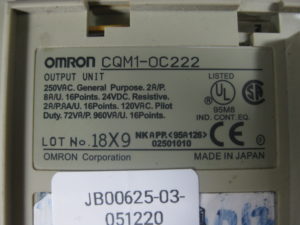 OMRON CQM1-OC222
OUTPUT UNIT
250VAC. General Purpose. 2A/P.
8A/U. 16Points. 24VDC. Resistive.
2A/P.AA/U. 16Points. 120VAC. Pilot
Duty. 72VA/P. 960VA/U. 16Points.
LISTED
95M8
IND. CONT EQ.
LOT No. 18X9
NKAPP.<95A126>
02501010
OMRON Corporation
MADE IN JAPAN
JB00625-03-
051220